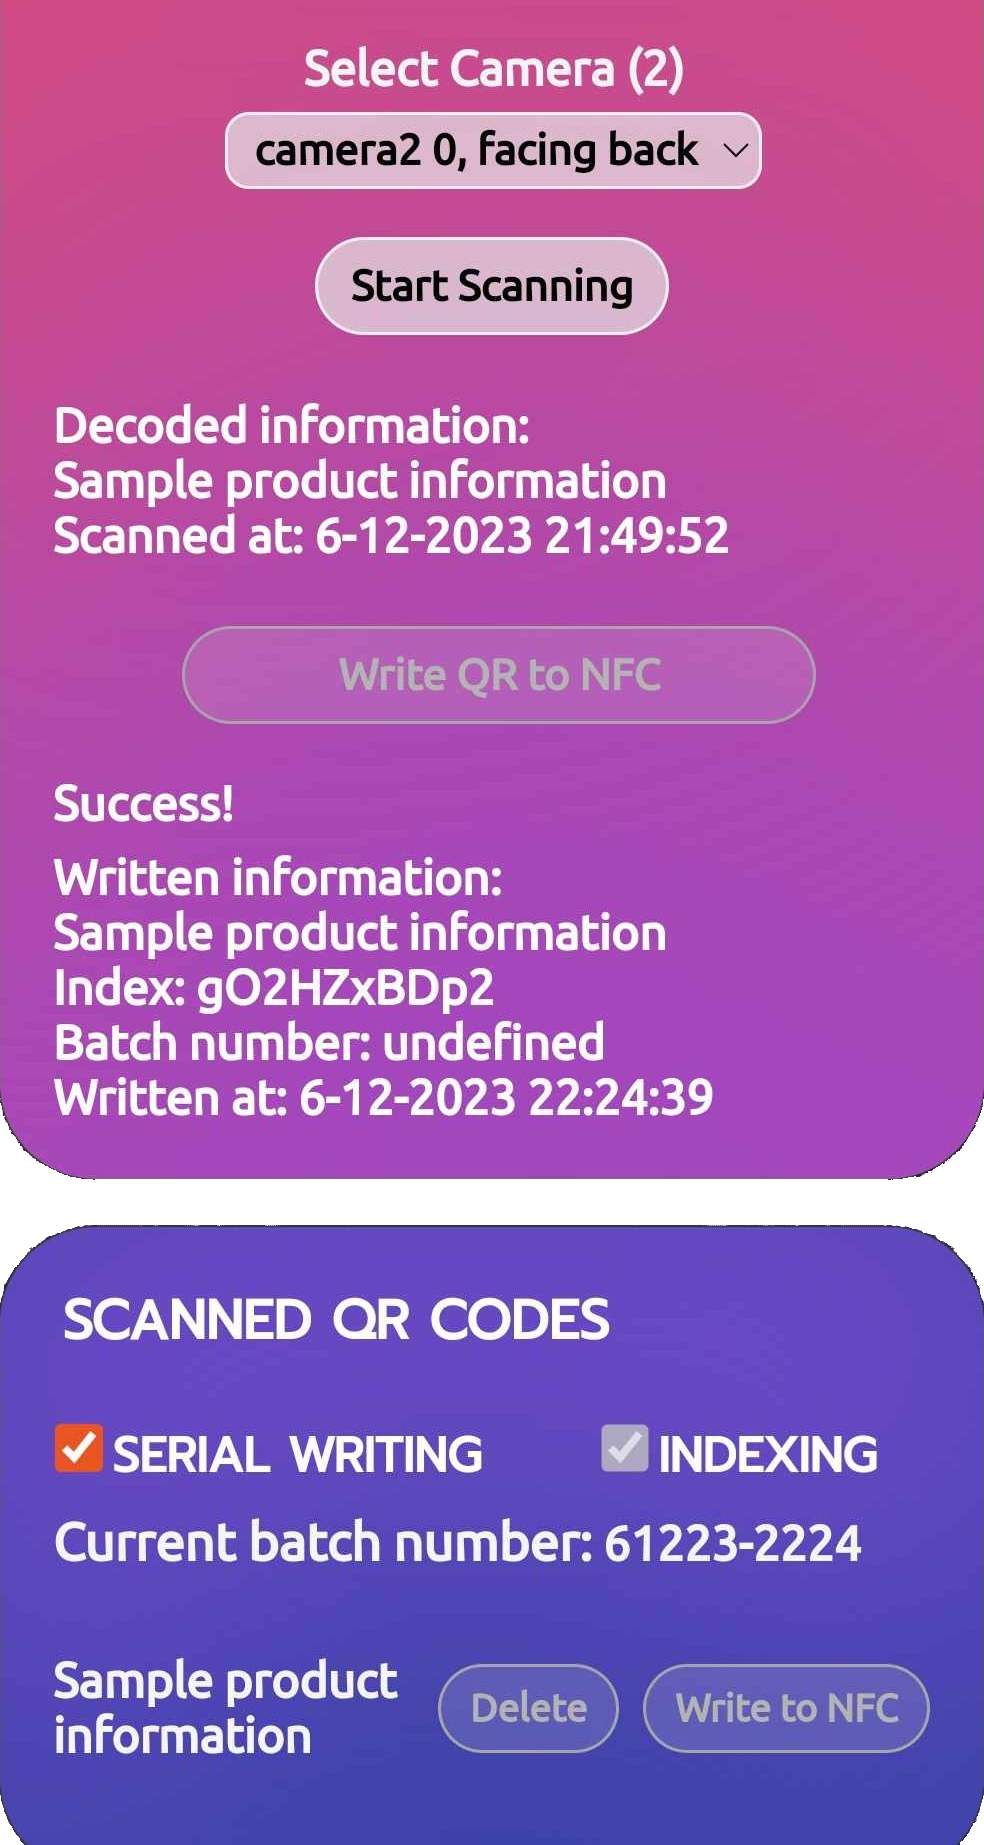 Select Camera (2)
camera2 0, facing back
Start Scanning
Decoded information:
Sample product information
Scanned at: 6-12-2023 21:49:52
Write QR to NFC
Success!
Written information:
Sample product information
Index: gO2HZxBDp2
Batch number: undefined
Written at: 6-12-2023 22:24:39
SCANNED QR CODES
SERIAL WRITING INDEXING
Current batch number: 61223-2224
Sample product
information
Delete Write to NFC